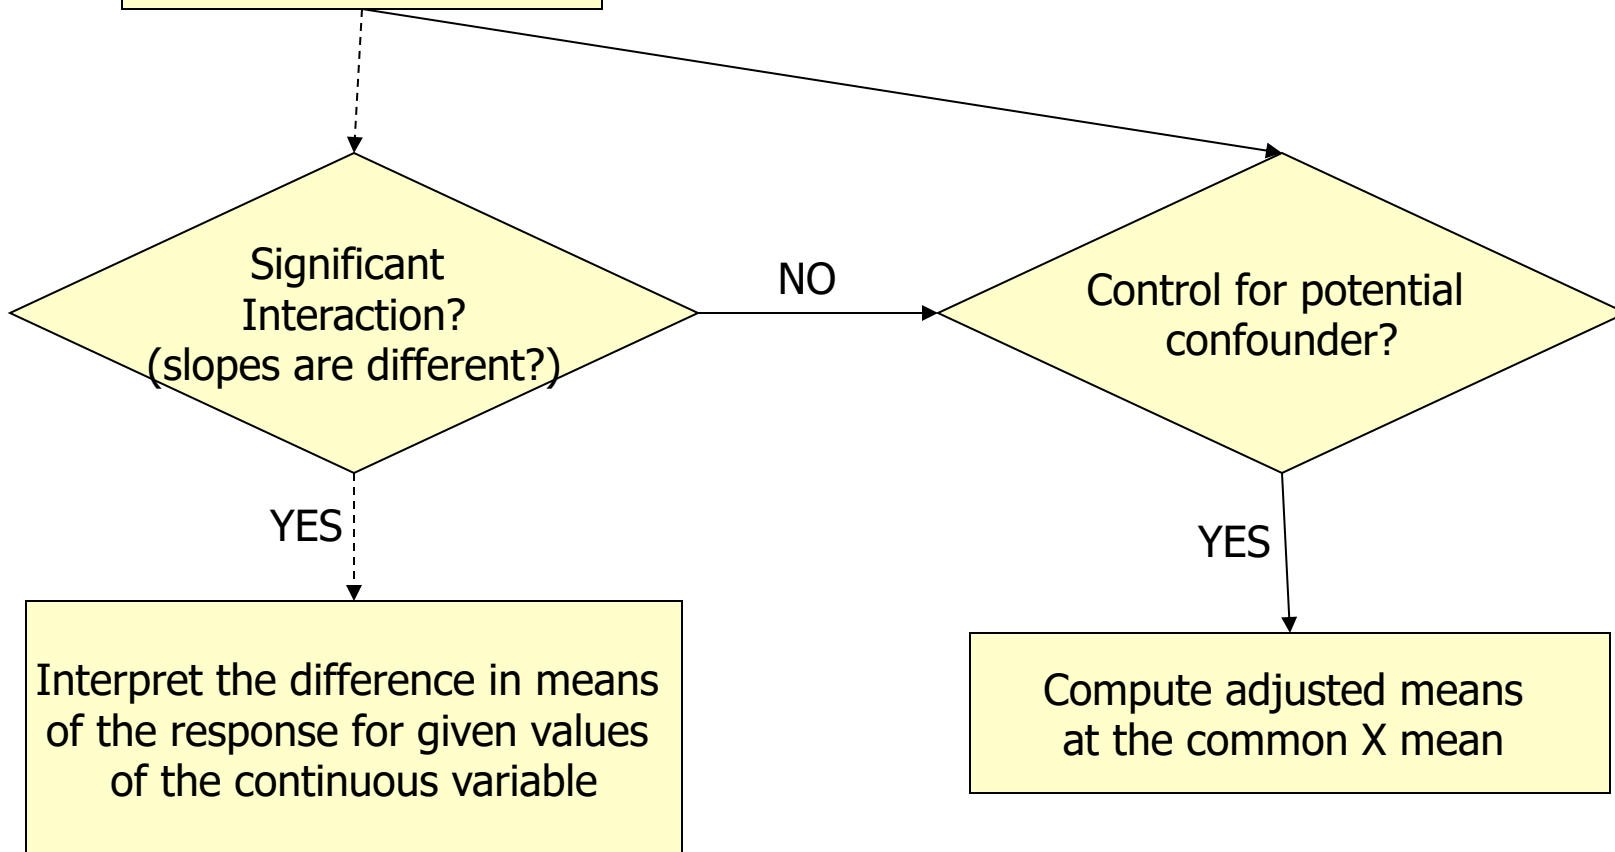 Significant
Interaction?
(slopes are different?)
NO
Control for potential
confounder?
YES
YES
Interpret the difference in means
of the response for given values
of the continuous variable
Compute adjusted means
at the common X mean